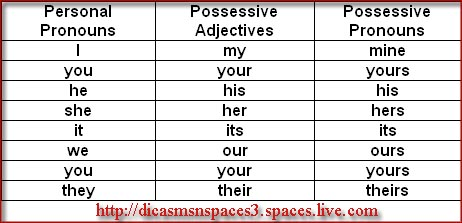 Personal Pronouns Possessive Adjectives Possessive Pronouns
I my mine
you your yours
he his his
she her hers
it its its
we our ours
you your yours
they their theirs
http://dicasmsnspaces3.spaces.live.com